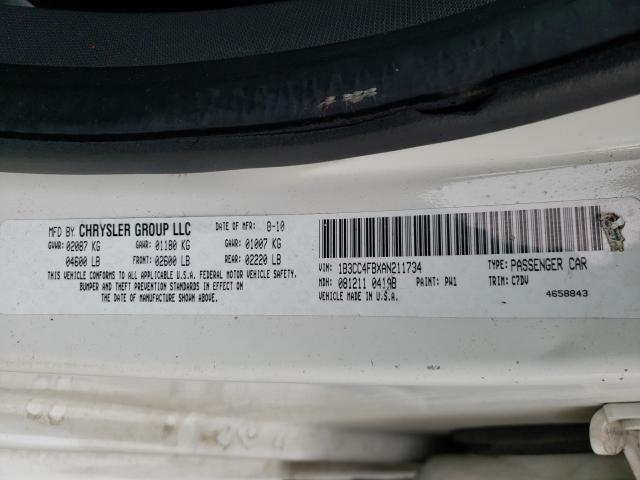 MFD BY CHRYSLER GROUP LLC DATE OF MFR: 8-10
GVWR: 02087 KG GAWR: 01180 KG GAWR: 01007 KG
04600 LB FRONT: 02600 LB REAR: 02220 LB
THIS VEHICLE CONFORMS TO ALL APPLICABLE U.S.A. FEDERAL MOTOR VEHICLE SAFETY,
BUMPER AND THEFT PREVENTION STANDARDS IN EFFECT ON
THE DATE OF MANUFACTURE SHOWN ABOVE.
VIN: 1B3CC4FBXAN211734 TYPE: PASSENGER CAR
MDH: 081211 041AB PAINT: PW1 TRIM: C7DV
VEHICLE MADE IN U.S.A. 4658843